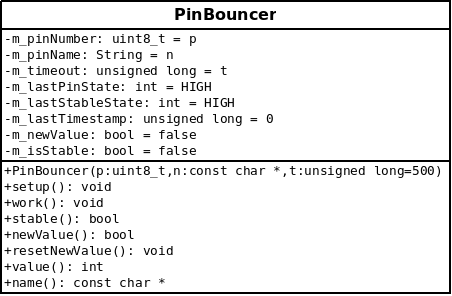 PinBouncer
-m_pinNumber: uint8_t = p
-m_pinName: String = n
-m_timeout: unsigned long = t
-m_lastPinState: int = HIGH
-m_lastStableState: int = HIGH
-m_lastTimestamp: unsigned long = 0
-m_newValue: bool = false
-m_isStable: bool = false
+PinBouncer(p:uint8_t,n:const char *,t:unsigned long=500)
+setup(): void
+work(): void
+stable(): bool
+newValue(): bool
+resetNewValue(): void
+value(): int
+name(): const char *